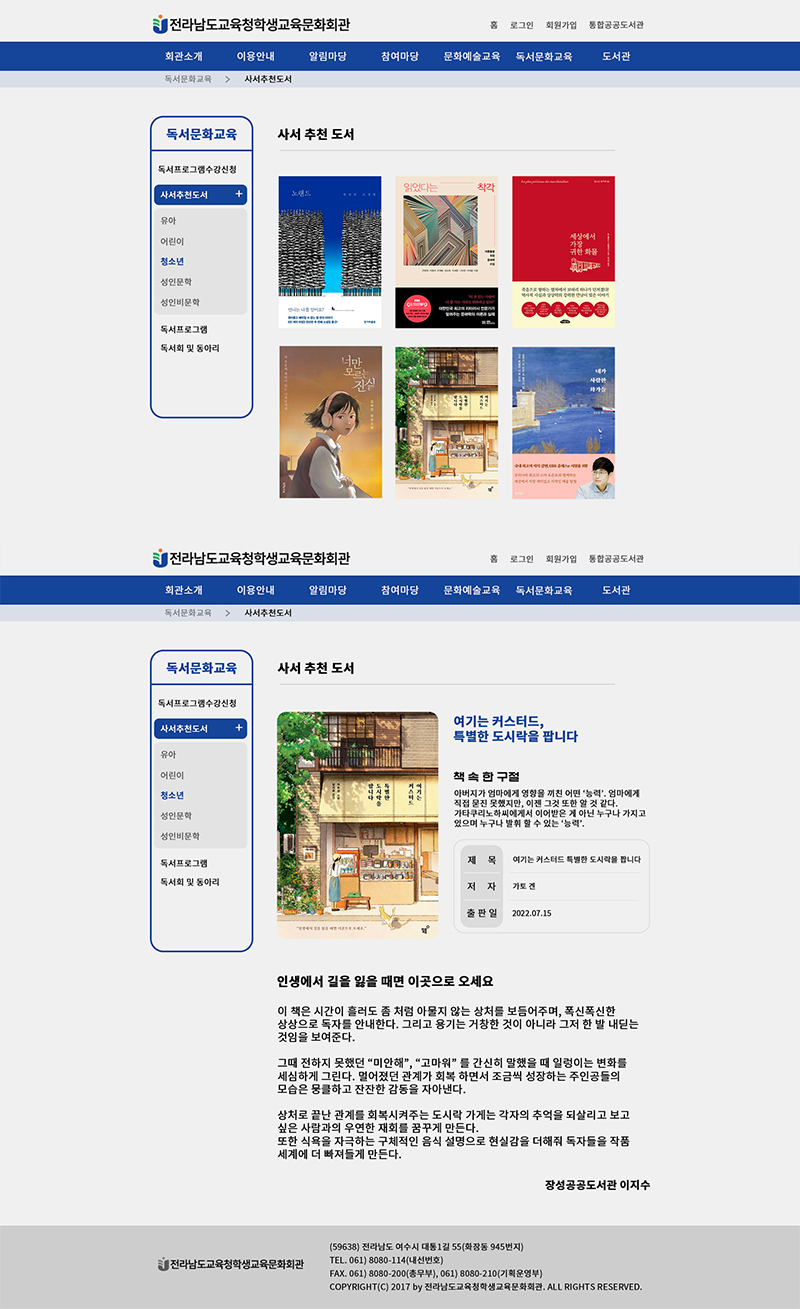 전라남도교육청학생교육문화회관
홈 로그인 회원가입 통합공공도서관
회관소개 이용안내 알림마당 참여마당 문화예술교육 독서문화교육 도서관
독서문화교육 > 사서추천도서
독서문화교육
독서프로그램수강신청
사서추천도서 +
유아
어린이
청소년
성인문학
성인비문학
독서프로그램
독서회 및 동아리
사서 추천 도서
노랜드
읽었다는 착각
세상에서
가장
귀한 화물
너만
모르는
진실
여기는
커스터드
특별한
도시락을
팝니다
내가
사랑한
화가들
전라남도교육청학생교육문화회관
홈 로그인 회원가입 통합공공도서관
회관소개 이용안내 알림마당 참여마당 문화예술교육 독서문화교육 도서관
독서문화교육 > 사서추천도서
독서문화교육
독서프로그램수강신청
사서추천도서 +
유아
어린이
청소년
성인문학
성인비문학
독서프로그램
독서회 및 동아리
사서 추천 도서
여기는
커스터드
특별한
도시락을
팝니다
"인생에서 길을 잃을 때면 이곳으로 오세요."
여기는 커스터드,
특별한 도시락을 팝니다
책 속 한 구절
아버지가 엄마에게 영향을 끼친 어떤 ‘능력’. 엄마에게
직접 묻진 못했지만, 이젠 그것 또한 알 것 같다.
가타쿠리노하씨에게서 이어받은 게 아닌 누구나 가지고
있으며 누구나 발휘 할 수 있는 ‘능력’.
제 목 여기는 커스터드 특별한 도시락을 팝니다
저 자 가토 겐
출 판 일 2022.07.15
인생에서 길을 잃을 때면 이곳으로 오세요
이 책은 시간이 흘러도 좀 처럼 아물지 않는 상처를 보듬어주며, 폭신폭신한
상상으로 독자를 안내한다. 그리고 용기는 거창한 것이 아니라 그저 한 발 내딛는
것임을 보여준다.
그때 전하지 못했던 “미안해”, “고마워” 를 간신히 말했을 때 일렁이는 변화를
세심하게 그린다. 멀어졌던 관계가 회복 하면서 조금씩 성장하는 주인공들의
모습은 뭉클하고 잔잔한 감동을 자아낸다.
상처로 끝난 관계를 회복시켜주는 도시락 가게는 각자의 추억을 되살리고 보고
싶은 사람과의 우연한 재회를 꿈꾸게 만든다.
또한 식욕을 자극하는 구체적인 음식 설명으로 현실감을 더해줘 독자들을 작품
세계에 더 빠져들게 만든다.
장성공공도서관 이지수
전라남도교육청학생교육문화회관
(59638) 전라남도 여수시 대통1길 55(화장동 945번지)
TEL. 061) 8080-114(내선번호)
FAX. 061) 8080-200(총무부), 061) 8080-210(기획운영부)
COPYRIGHT(C) 2017 by 전라남도교육청학생교육문화회관. ALL RIGHTS RESERVED.